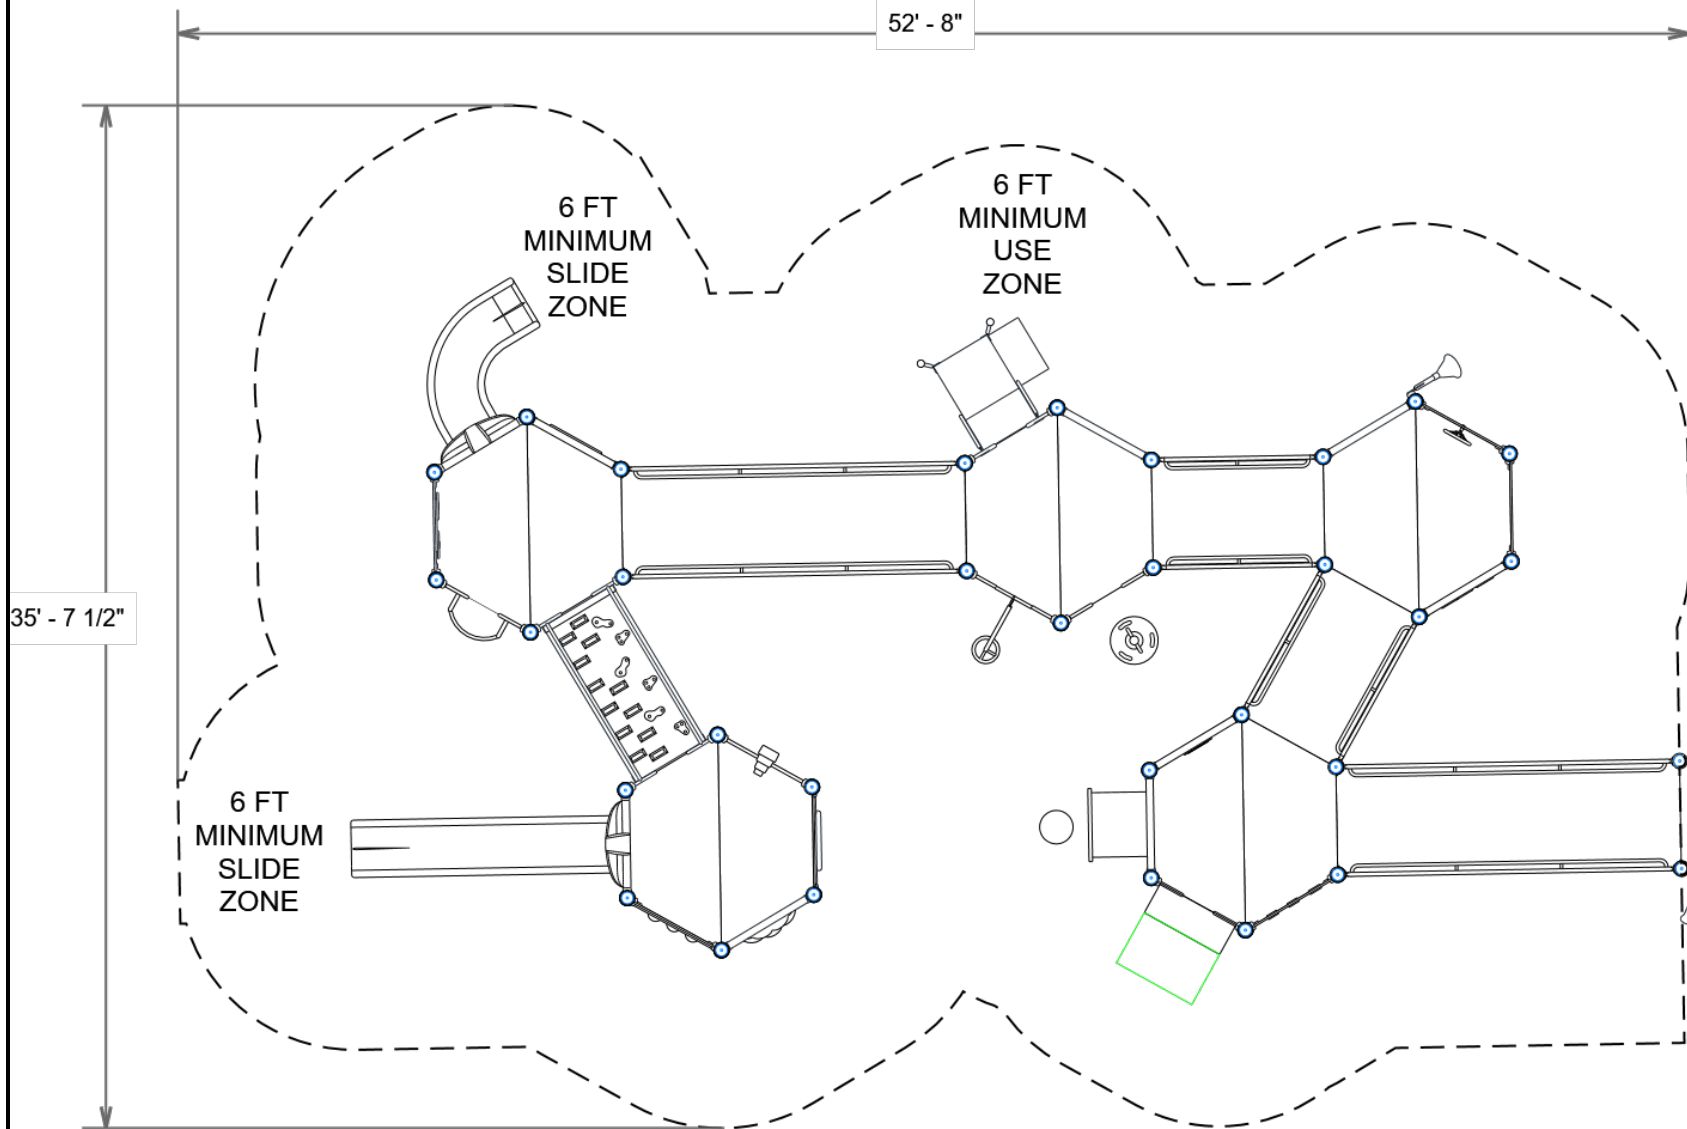 52' - 8"
6 FT
MINIMUM
USE
ZONE
6 FT
MINIMUM
SLIDE
ZONE
35' - 7 1/2"
6 FT
MINIMUM
SLIDE
ZONE